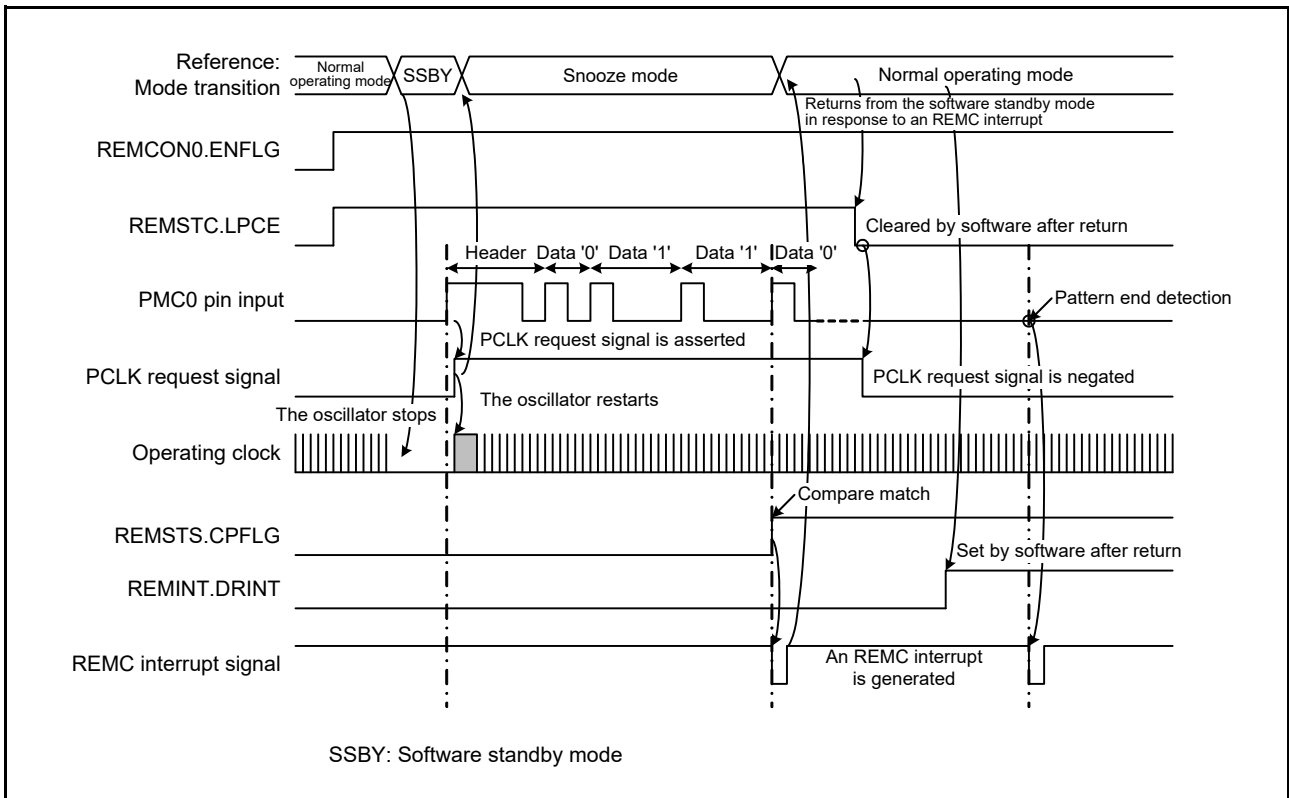 Reference:
Mode transition
Normal
operating mode
SSBY
Snooze mode
Normal operating mode
Returns from the software standby mode
in response to an REMC interrupt
REMCON0.ENFLG
REMSTC.LPCE
Cleared by software after return
Header Data '0' Data '1' Data '1' Data '0'
PMC0 pin input
Pattern end detection
PCLK request signal is asserted
PCLK request signal
PCLK request signal is negated
The oscillator restarts
The oscillator stops
Operating clock
Compare match
REMSTS.CPFLG
Set by software after return
REMINT.DRINT
REMC interrupt signal
An REMC interrupt
is generated
SSBY: Software standby mode